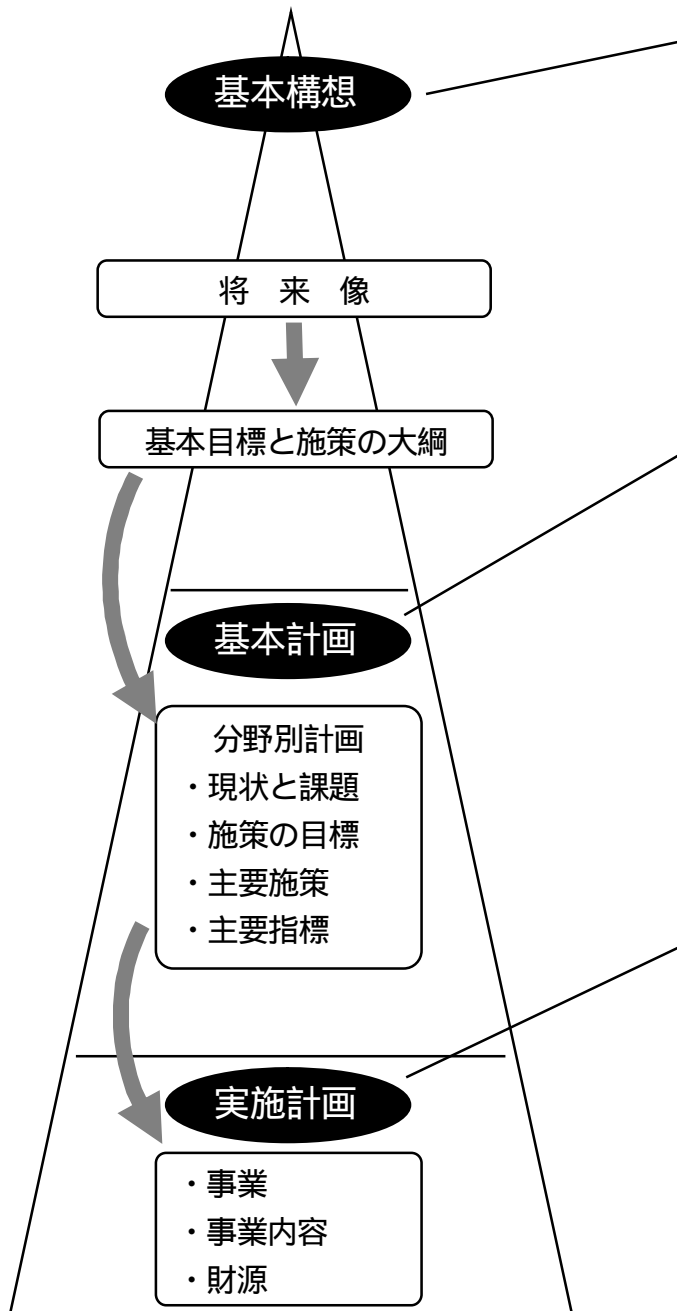 基本構想
将　来　像
基本目標と施策の大綱
基本計画
分野別計画
・現状と課題
・施策の目標
・主要施策
・主要指標
実施計画
・事業
・事業内容
・財源